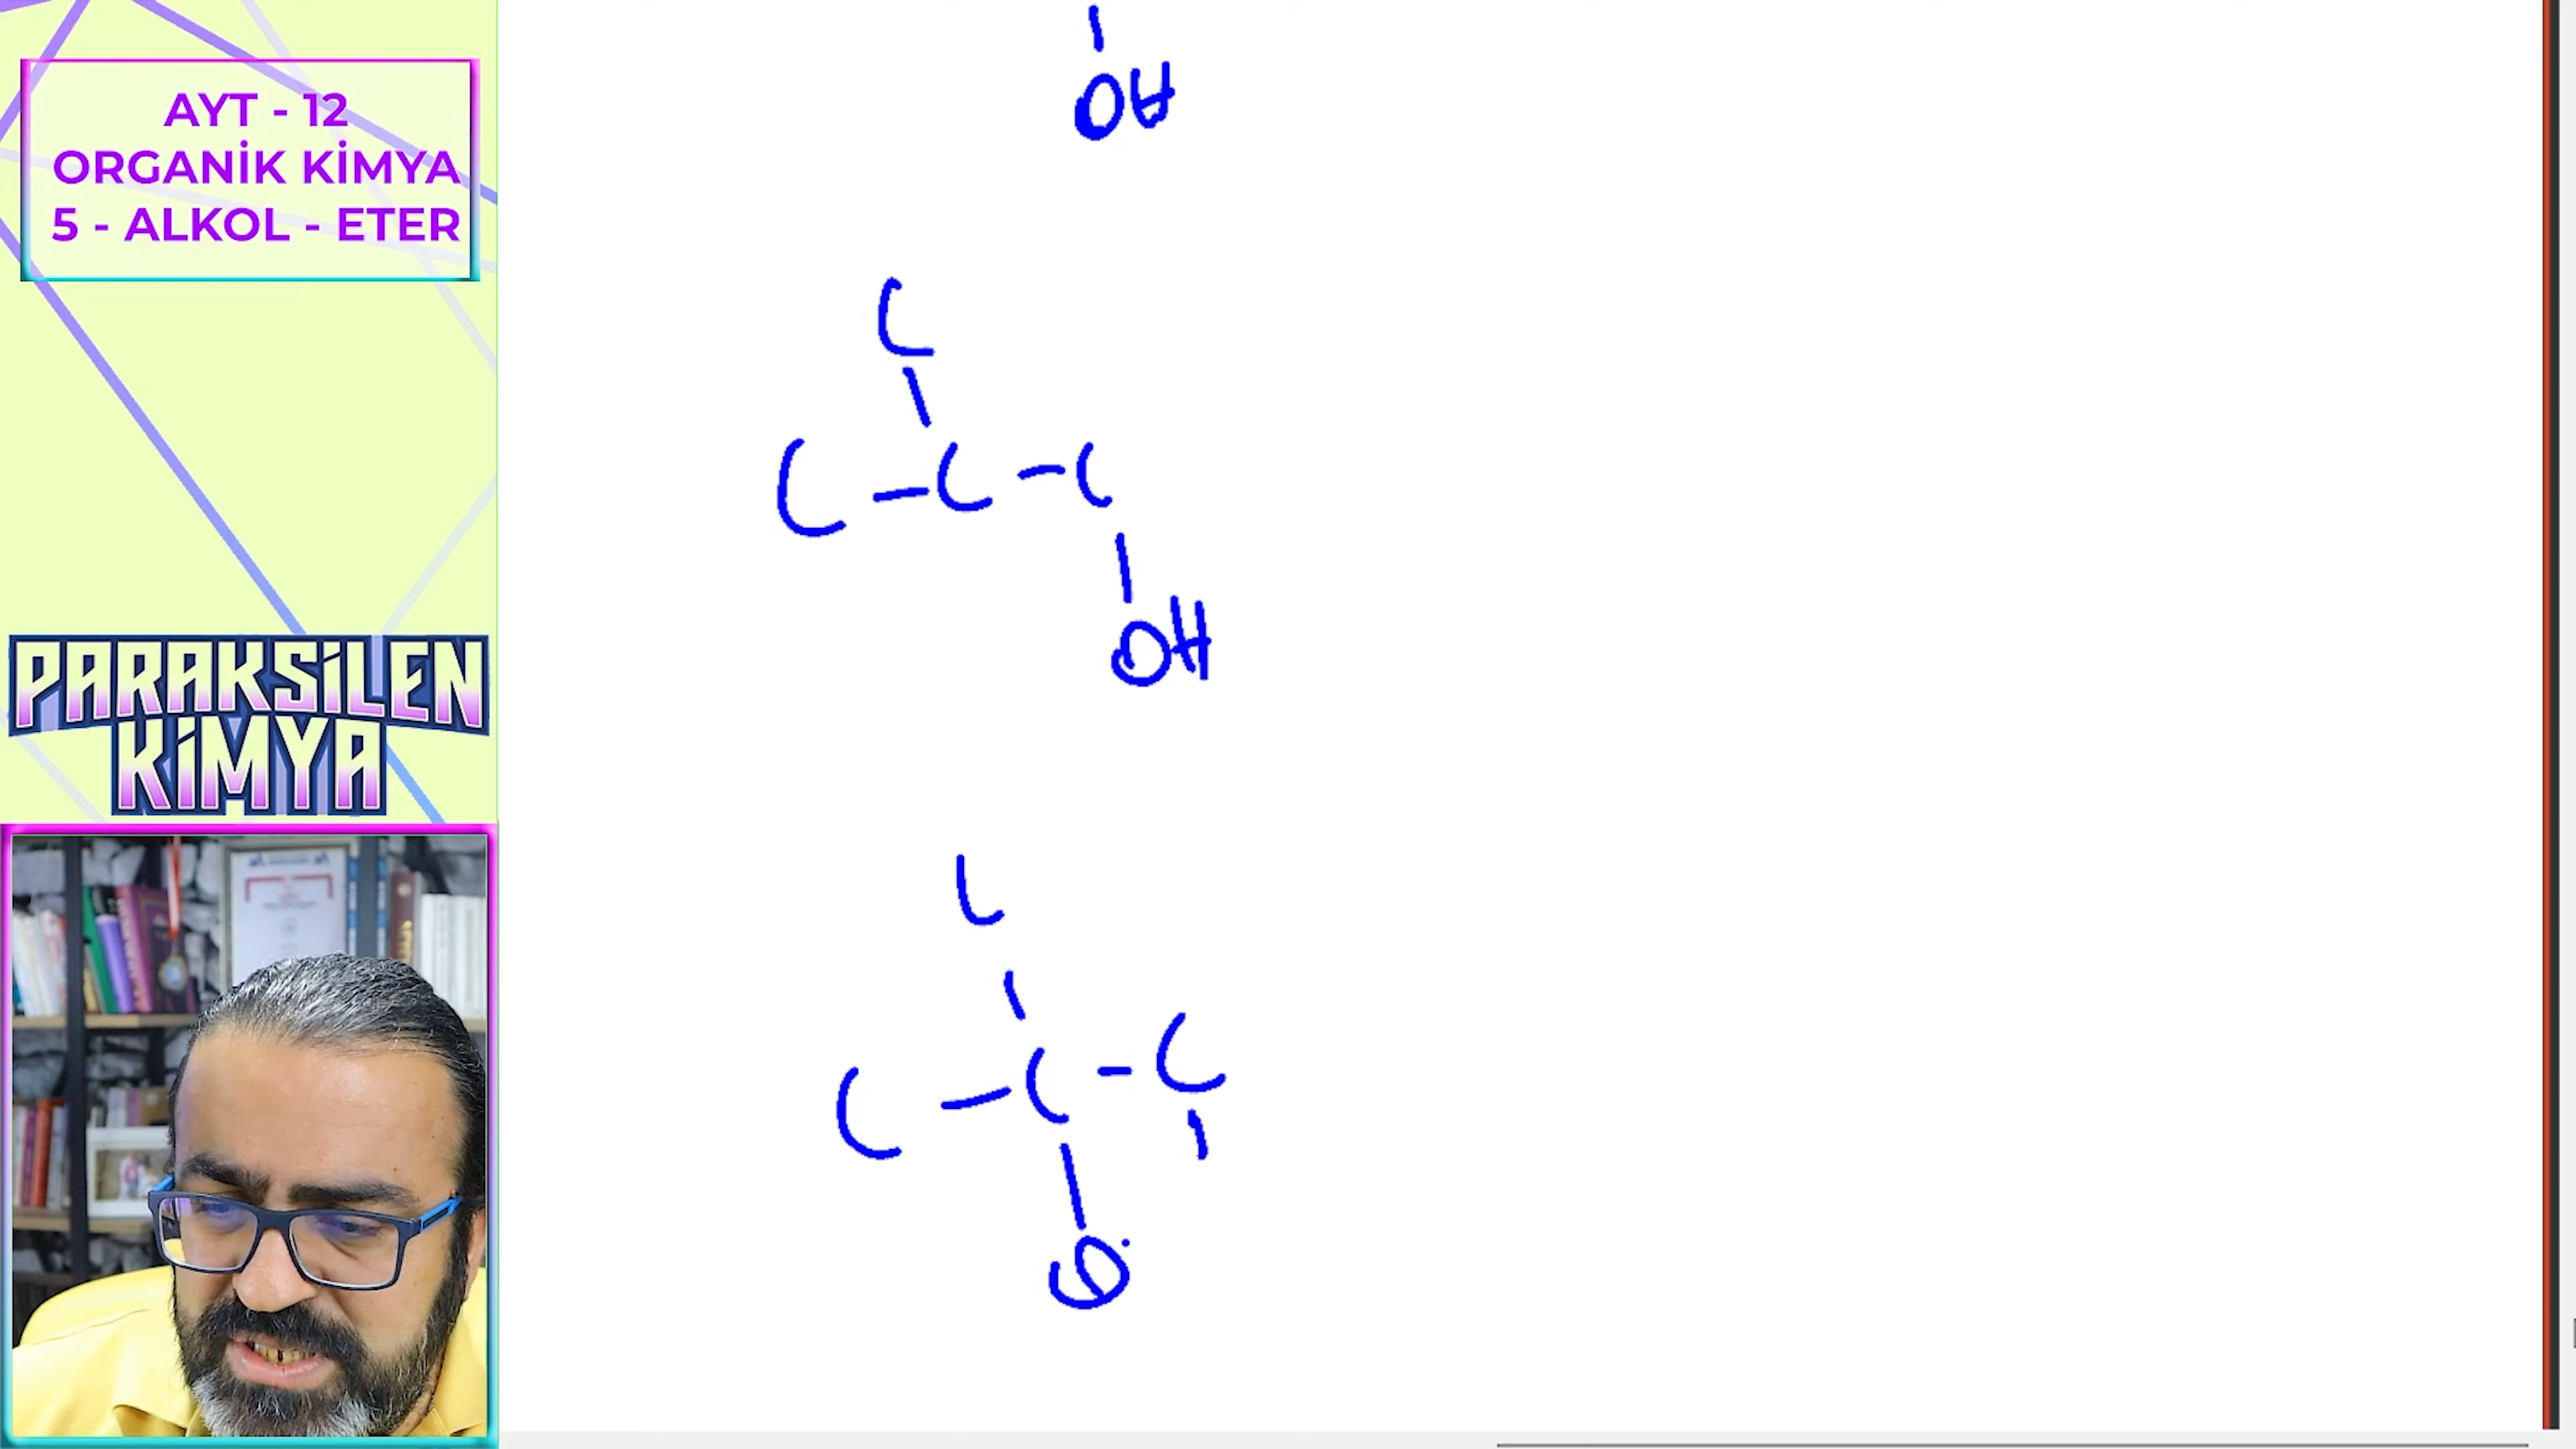 AYT - 12
ORGANİK KİMYA
5 - ALKOL - ETER
PARAKSİLEN
KİMYA
OH
C
C - C - C
OH
C
C - C - C
O